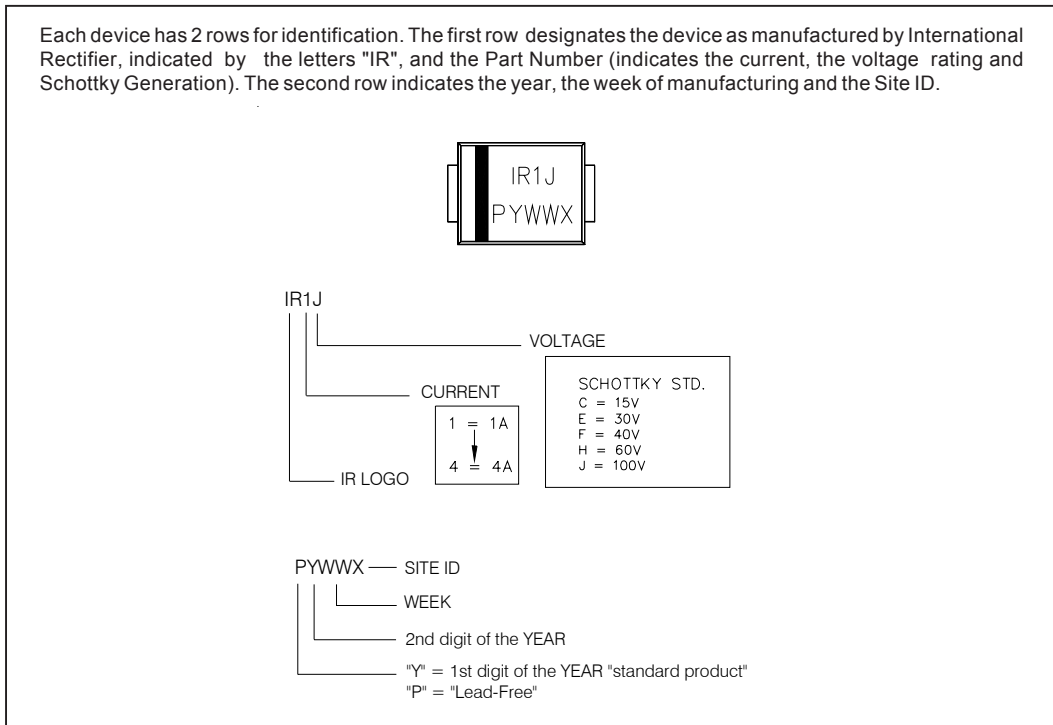 Each device has 2 rows for identification. The first row designates the device as manufactured by International
Rectifier, indicated by the letters "IR", and the Part Number (indicates the current, the voltage rating and
Schottky Generation). The second row indicates the year, the week of manufacturing and the Site ID.
IR1J
PYWWX
IR1J
VOLTAGE
SCHOTTKY STD.
C = 15V
E = 30V
F = 40V
H = 60V
J = 100V
CURRENT
1 = 1A
4 = 4A
IR LOGO
PYWWX
SITE ID
WEEK
2nd digit of the YEAR
"Y" = 1st digit of the YEAR "standard product"
"P" = "Lead-Free"